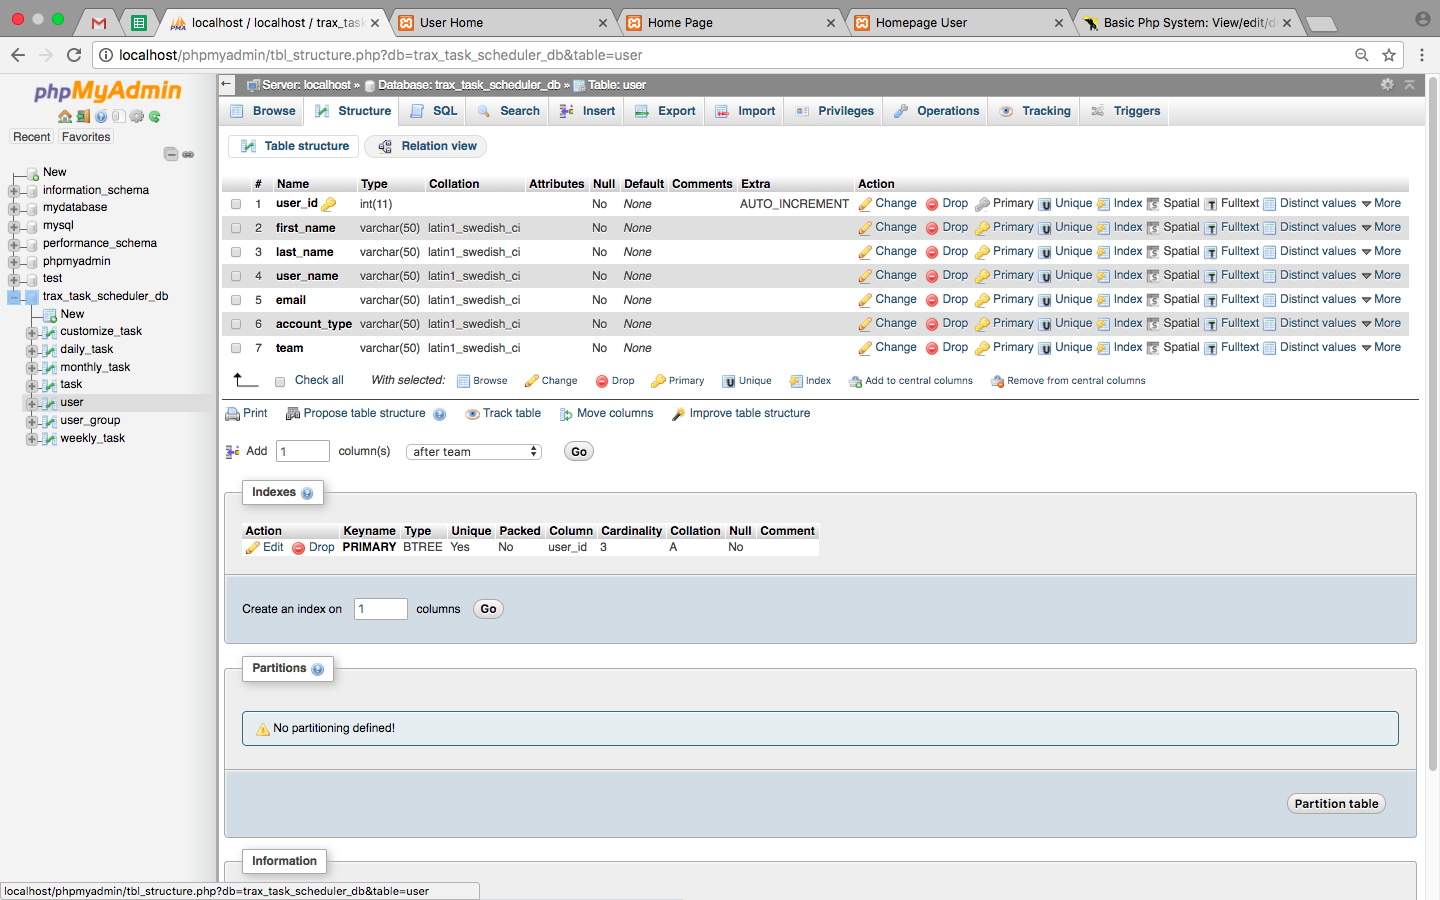 localhost / localhost / trax_tas
User Home
Home Page
Homepage User
Basic Php System: View/edit/d
localhost/phpmyadmin/tbl_structure.php?db=trax_task_scheduler_db&table=user
phpMyAdmin
Recent Favorites
New
information_schema
mydatabase
mysql
performance_schema
phpmyadmin
test
trax_task_scheduler_db
New
customize_task
daily_task
monthly_task
task
user
user_group
weekly_task
Server: localhost » Database: trax_task_scheduler_db » Table: user
Browse Structure SQL Search Insert Export Import Privileges Operations Tracking Triggers
Table structure Relation view
# Name Type Collation Attributes Null Default Comments Extra Action
1 user_id int(11) No None AUTO_INCREMENT Change Drop Primary Unique Index Spatial Fulltext Distinct values More
2 first_name varchar(50) latin1_swedish_ci No None Change Drop Primary Unique Index Spatial Fulltext Distinct values More
3 last_name varchar(50) latin1_swedish_ci No None Change Drop Primary Unique Index Spatial Fulltext Distinct values More
4 user_name varchar(50) latin1_swedish_ci No None Change Drop Primary Unique Index Spatial Fulltext Distinct values More
5 email varchar(50) latin1_swedish_ci No None Change Drop Primary Unique Index Spatial Fulltext Distinct values More
6 account_type varchar(50) latin1_swedish_ci No None Change Drop Primary Unique Index Spatial Fulltext Distinct values More
7 team varchar(50) latin1_swedish_ci No None Change Drop Primary Unique Index Spatial Fulltext Distinct values More
Check all With selected: Browse Change Drop Primary Unique Index Add to central columns Remove from central columns
Print Propose table structure Track table Move columns Improve table structure
Add 1 column(s) after team Go
Indexes
Action Keyname Type Unique Packed Column Cardinality Collation Null Comment
Edit Drop PRIMARY BTREE Yes No user_id 3 A No
Create an index on 1 columns Go
Partitions
No partitioning defined!
Partition table
Information
localhost/phpmyadmin/tbl_structure.php?db=trax_task_scheduler_db&table=user